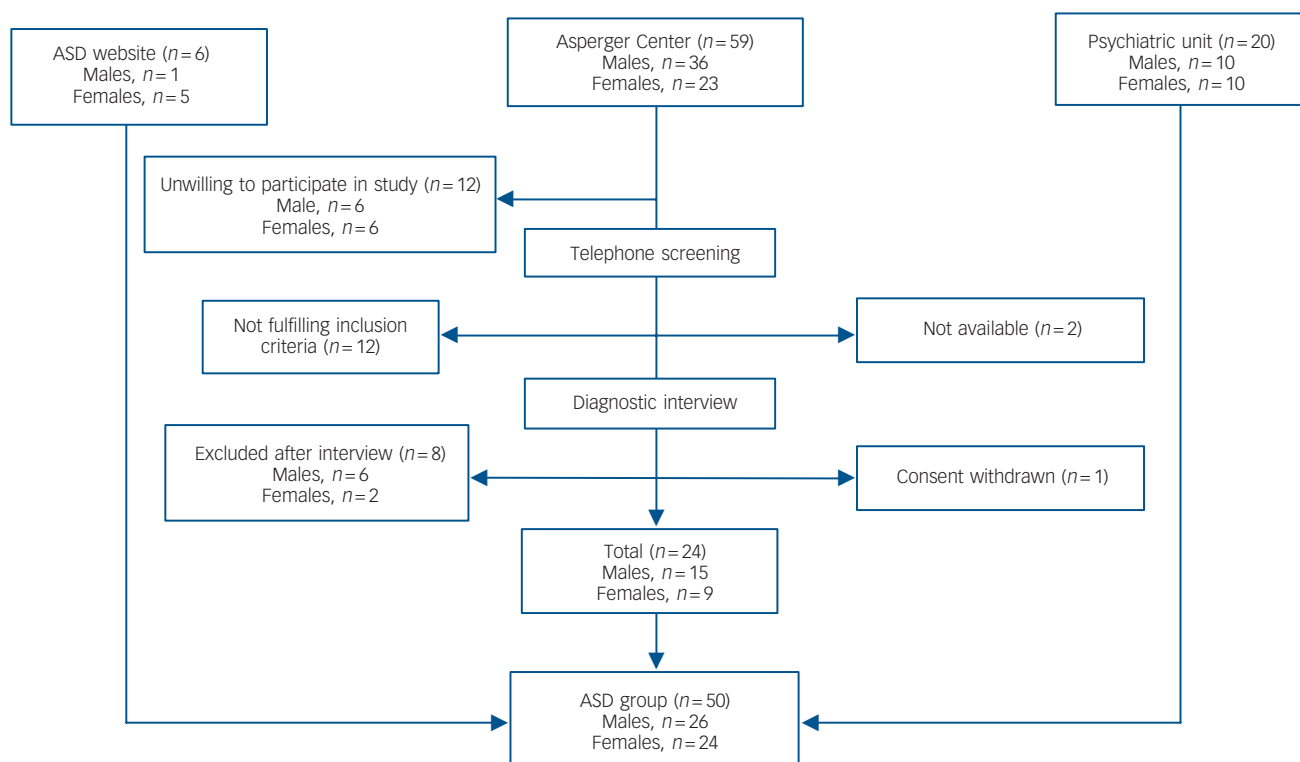 ASD website (n=6)
Males, n=1
Females, n=5
Asperger Center (n=59)
Males, n=36
Females, n=23
Psychiatric unit (n=20)
Males, n=10
Females, n=10
Unwilling to participate in study (n=12)
Male, n=6
Females, n=6
Telephone screening
Not fulfilling inclusion
criteria (n=12)
Not available (n=2)
Diagnostic interview
Excluded after interview (n=8)
Males, n=6
Females, n=2
Consent withdrawn (n=1)
Total (n=24)
Males, n=15
Females, n=9
ASD group (n=50)
Males, n=26
Females, n=24